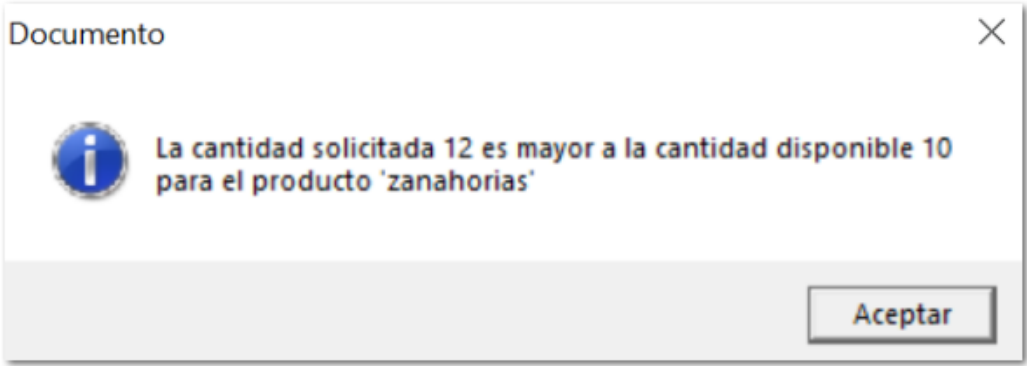 Documento
La cantidad solicitada 12 es mayor a la cantidad disponible 10
para el producto 'zanahorias'
Aceptar